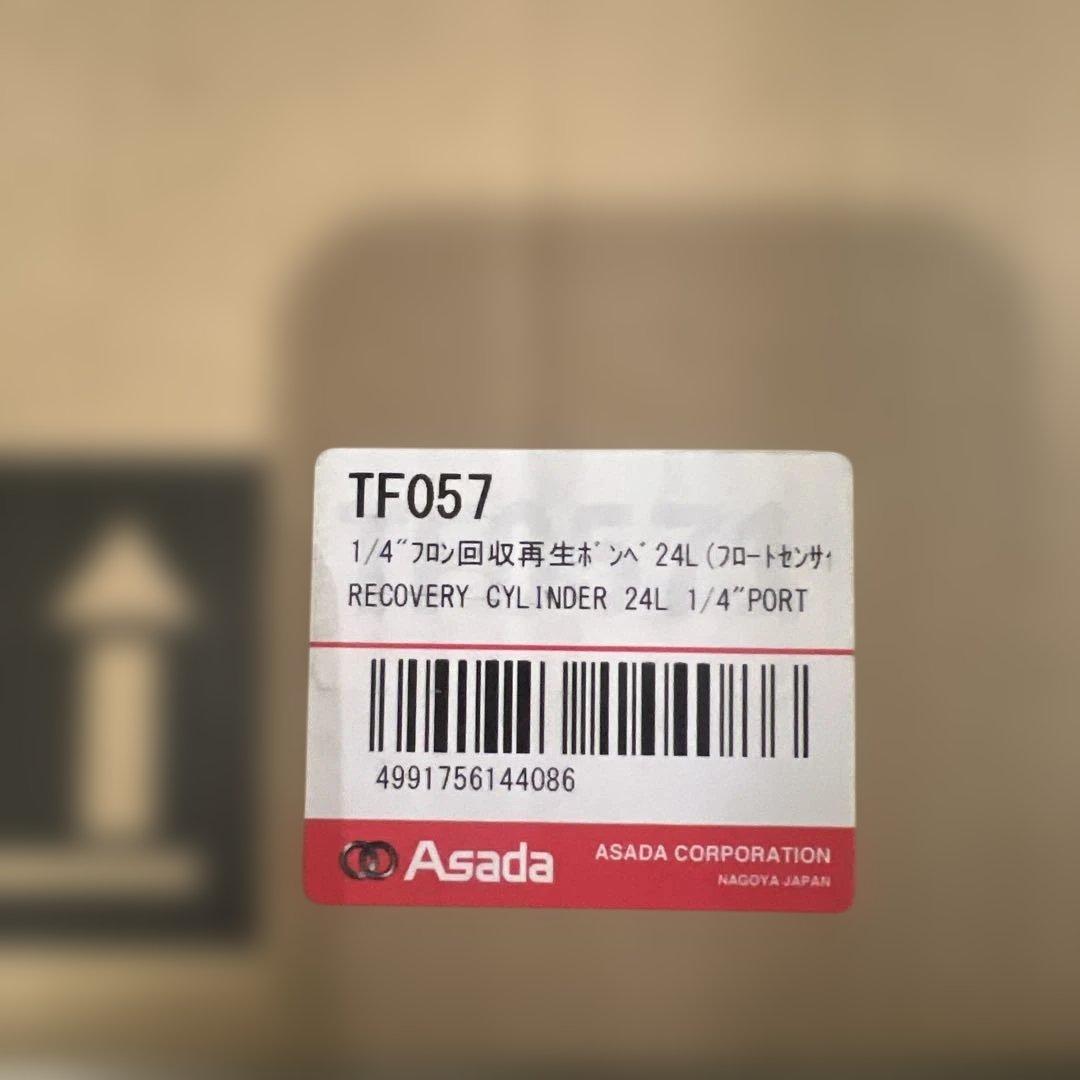 TF057
1/4″ﾌﾛﾝ回収再生ﾎﾞﾝﾍﾞ24L(ﾌﾛｰﾄｾﾝｻ
RECOVERY CYLINDER 24L 1/4″PORT
4991756144086
Asada
ASADA CORPORATION
NAGOYA JAPAN